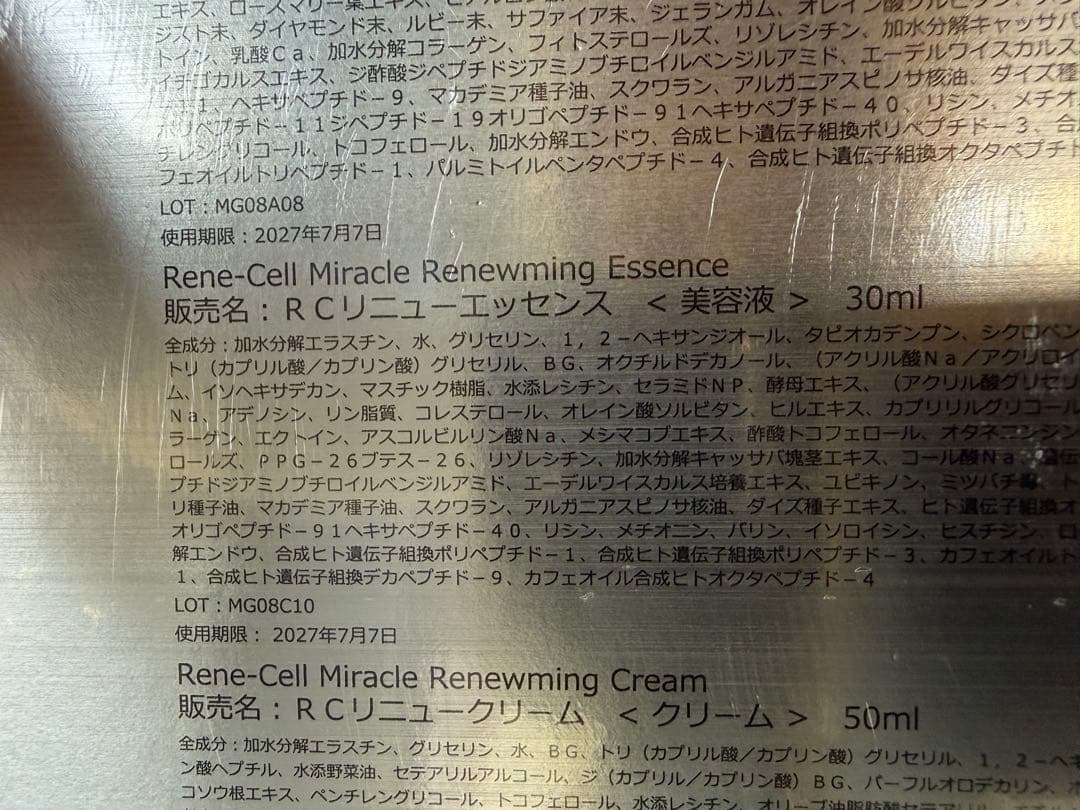 エキス、ローズマリー葉エキス、
ジスト末、ダイヤモンド末、ルビー末、サファイア末、ジェランガム、オレイン酸ソルビタン、
トイン、乳酸Ca、加水分解コラーゲン、フィトステロールズ、リゾレシチン、加水分解キャッサバ
イチゴカルスエキス、ジ酢酸ジペプチドジアミノブチロイルベンジルアミド、エーデルワイスカルス
1、ヘキサペプチド－9、マカデミア種子油、スクワラン、アルガニアスピノサ核油、ダイズ種
ポリペプチド－11ジペプチド－19オリゴペプチド－91ヘキサペプチド－40、リシン、メチオ
チレングリコール、トコフェロール、加水分解エンドウ、合成ヒト遺伝子組換ポリペプチド－3、合
フェオイルトリペプチド－1、パルミトイルペンタペプチド－4、合成ヒト遺伝子組換オクタペプチド
LOT：MG08A08
使用期限：2027年7月7日
Rene-Cell Miracle Renewming Essence
販売名：ＲＣリニューエッセンス ＜ 美容液 ＞ 30ml
全成分：加水分解エラスチン、水、グリセリン、1，2－ヘキサンジオール、タピオカデンプン、シクロペン
トリ（カプリル酸／カプリン酸）グリセリル、ＢＧ、オクチルドデカノール、（アクリル酸Ｎａ／アクリロイ
ム、イソヘキサデカン、マスチック樹脂、水添レシチン、セラミドＮＰ、酵母エキス、（アクリル酸グリセリ
Ｎａ、アデノシン、リン脂質、コレステロール、オレイン酸ソルビタン、ヒルエキス、カプリリルグリコール
ラーゲン、エクトイン、アスコルビルリン酸Ｎａ、メシマコブエキス、酢酸トコフェロール、オタネニンジン
ロールズ、ＰＰＧ－26ブテス－26、リゾレシチン、加水分解キャッサバ塊茎エキス、コール酸Ｎａ、遺伝
プチドジアミノブチロイルベンジルアミド、エーデルワイスカルス培養エキス、ユビキノン、ミツバチ毒、ト
リ種子油、マカデミア種子油、スクワラン、アルガニアスピノサ核油、ダイズ種子エキス、ヒト遺伝子組換オ
オリゴペプチド－91ヘキサペプチド－40、リシン、メチオニン、バリン、イソロイシン、ヒスチジン、ロ
解エンドウ、合成ヒト遺伝子組換ポリペプチド－1、合成ヒト遺伝子組換ポリペプチド－3、カフェオイルト
1、合成ヒト遺伝子組換デカペプチド－9、カフェオイル合成ヒトオクタペプチド－4
LOT：MG08C10
使用期限： 2027年7月7日
Rene-Cell Miracle Renewming Cream
販売名：ＲＣリニュークリーム ＜ クリーム ＞ 50ml
全成分：加水分解エラスチン、グリセリン、水、ＢＧ、トリ（カプリル酸／カプリン酸）グリセリル、1，2－ヘキ
ン酸ヘプチル、水添野菜油、セテアリルアルコール、ジ（カプリル／カプリン酸）ＢＧ、パーフルオロデカリン、ホ
コソウ根エキス、ペンチレングリコール、トコフェロール、水添レシチン、オリーブ油脂肪酸セテア